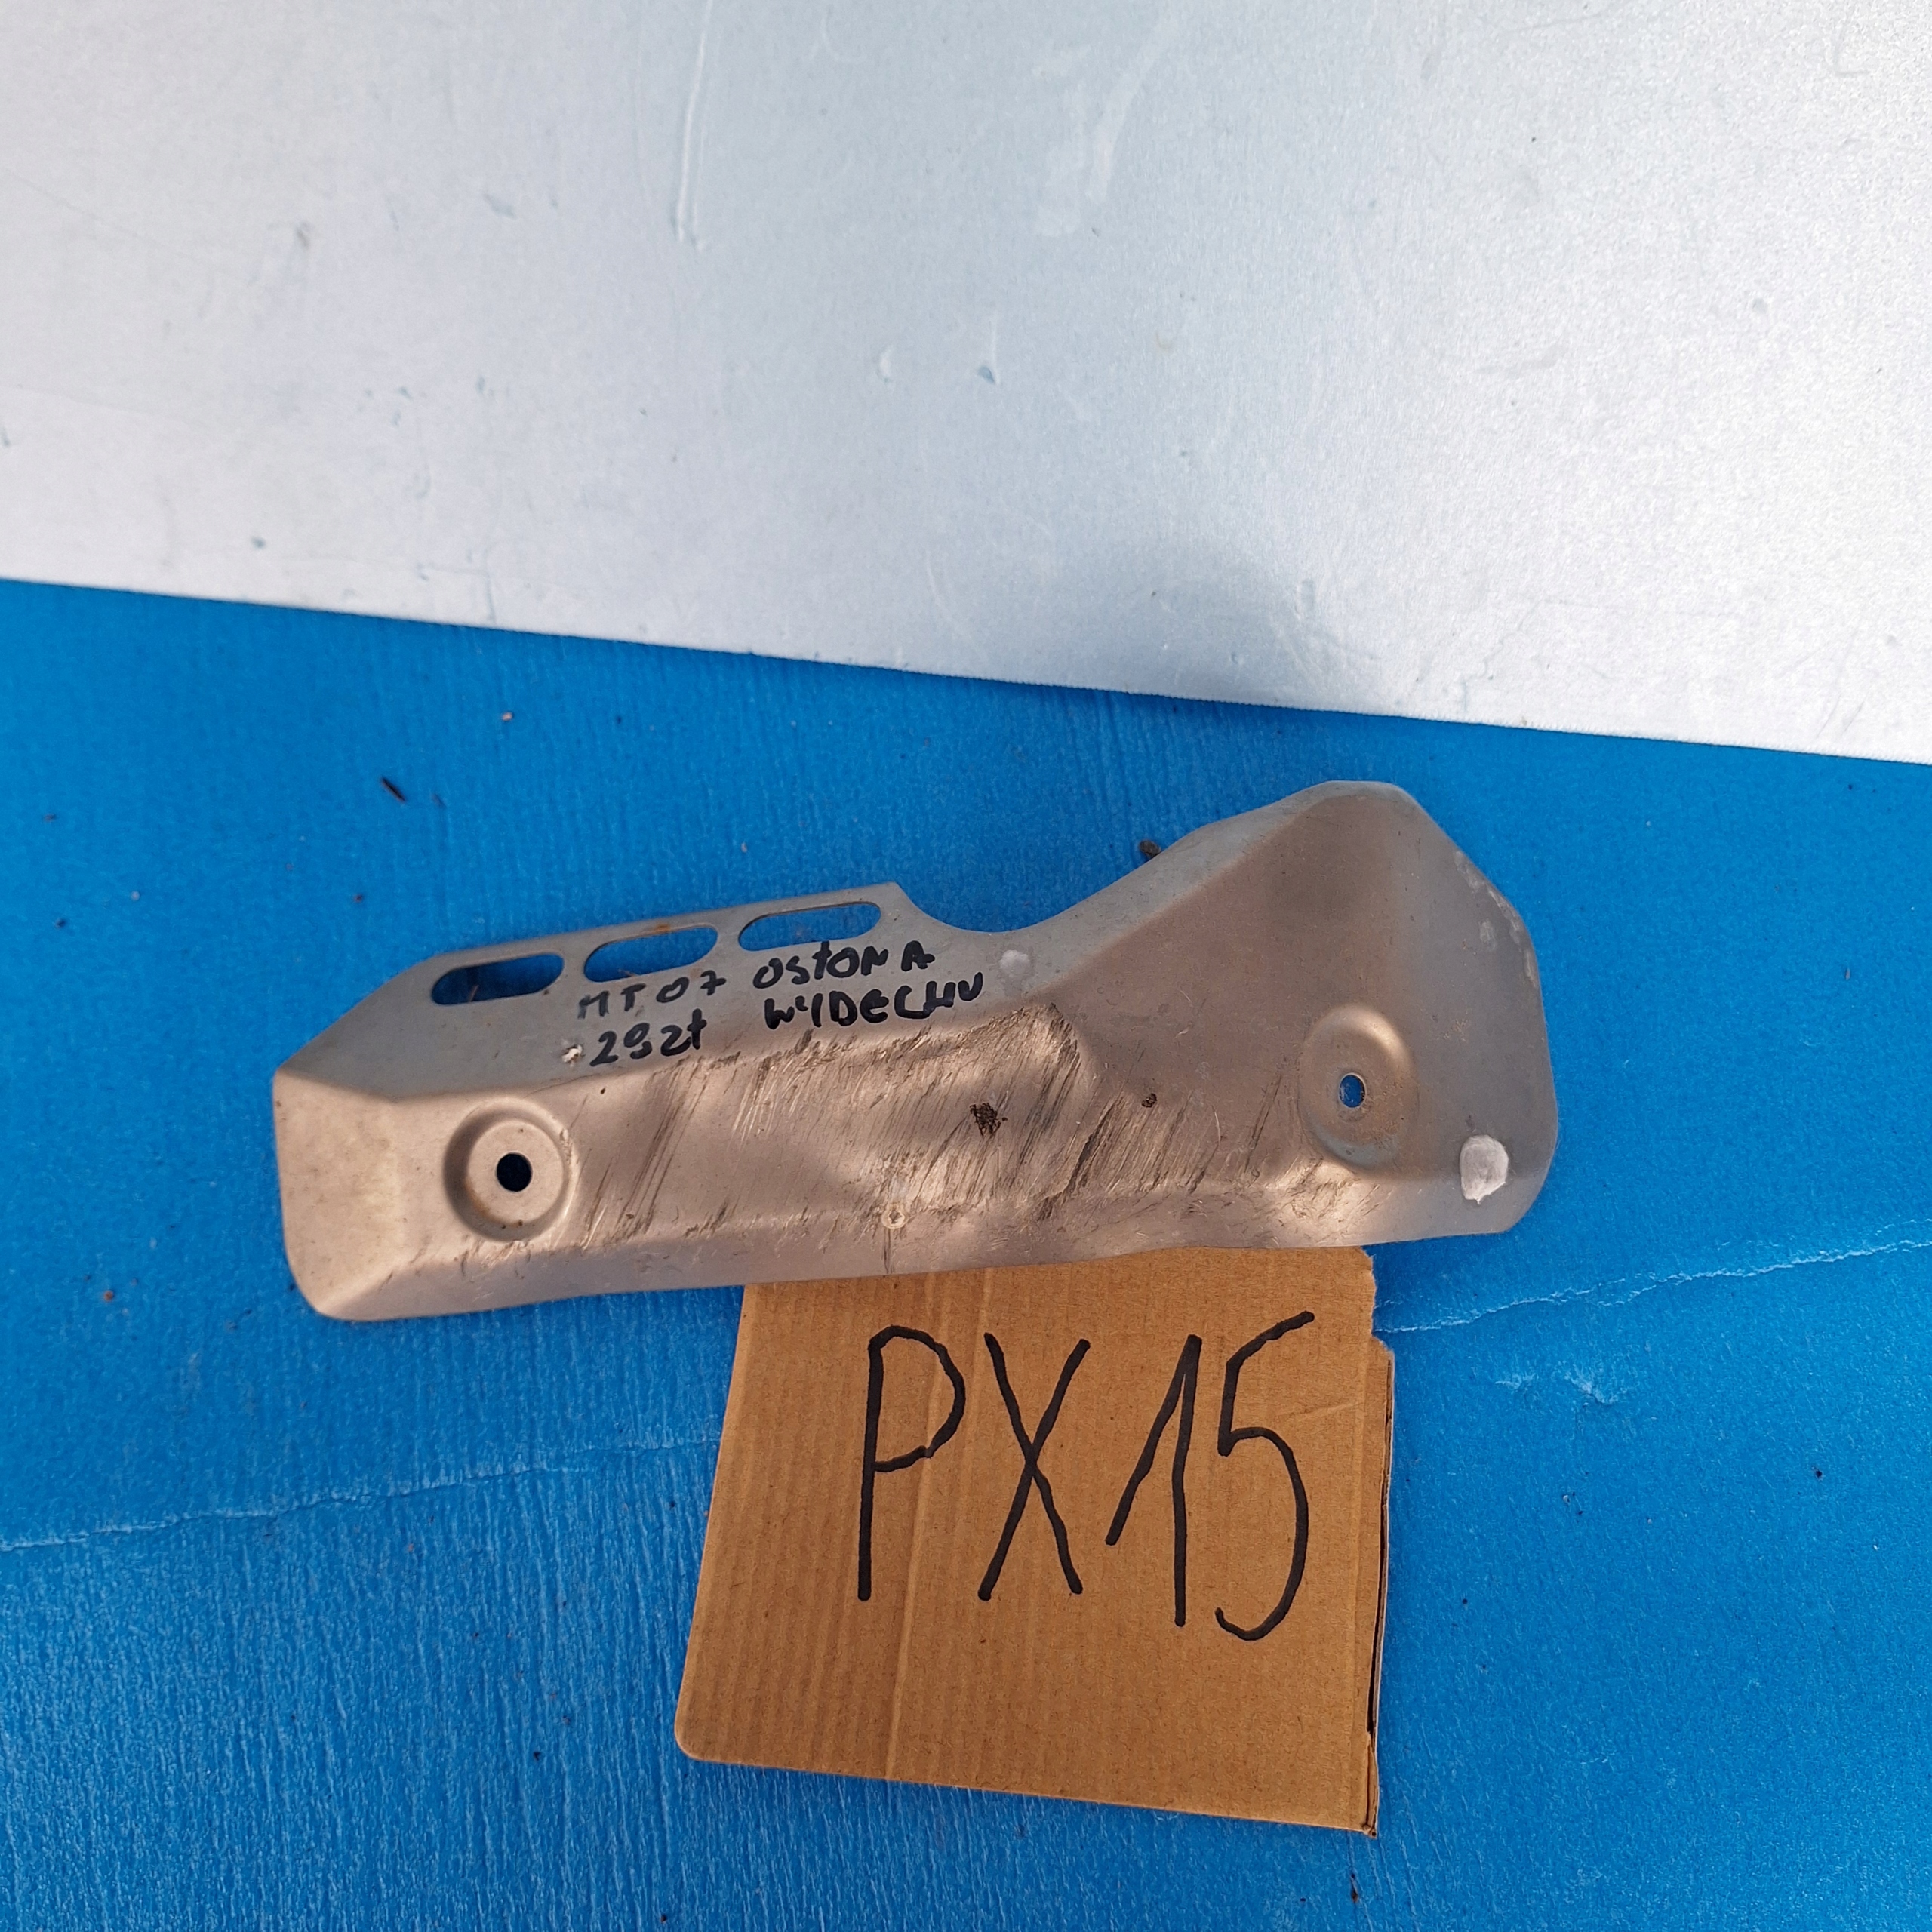 MT07 OSŁONA
29zł WYDECHU
PX15